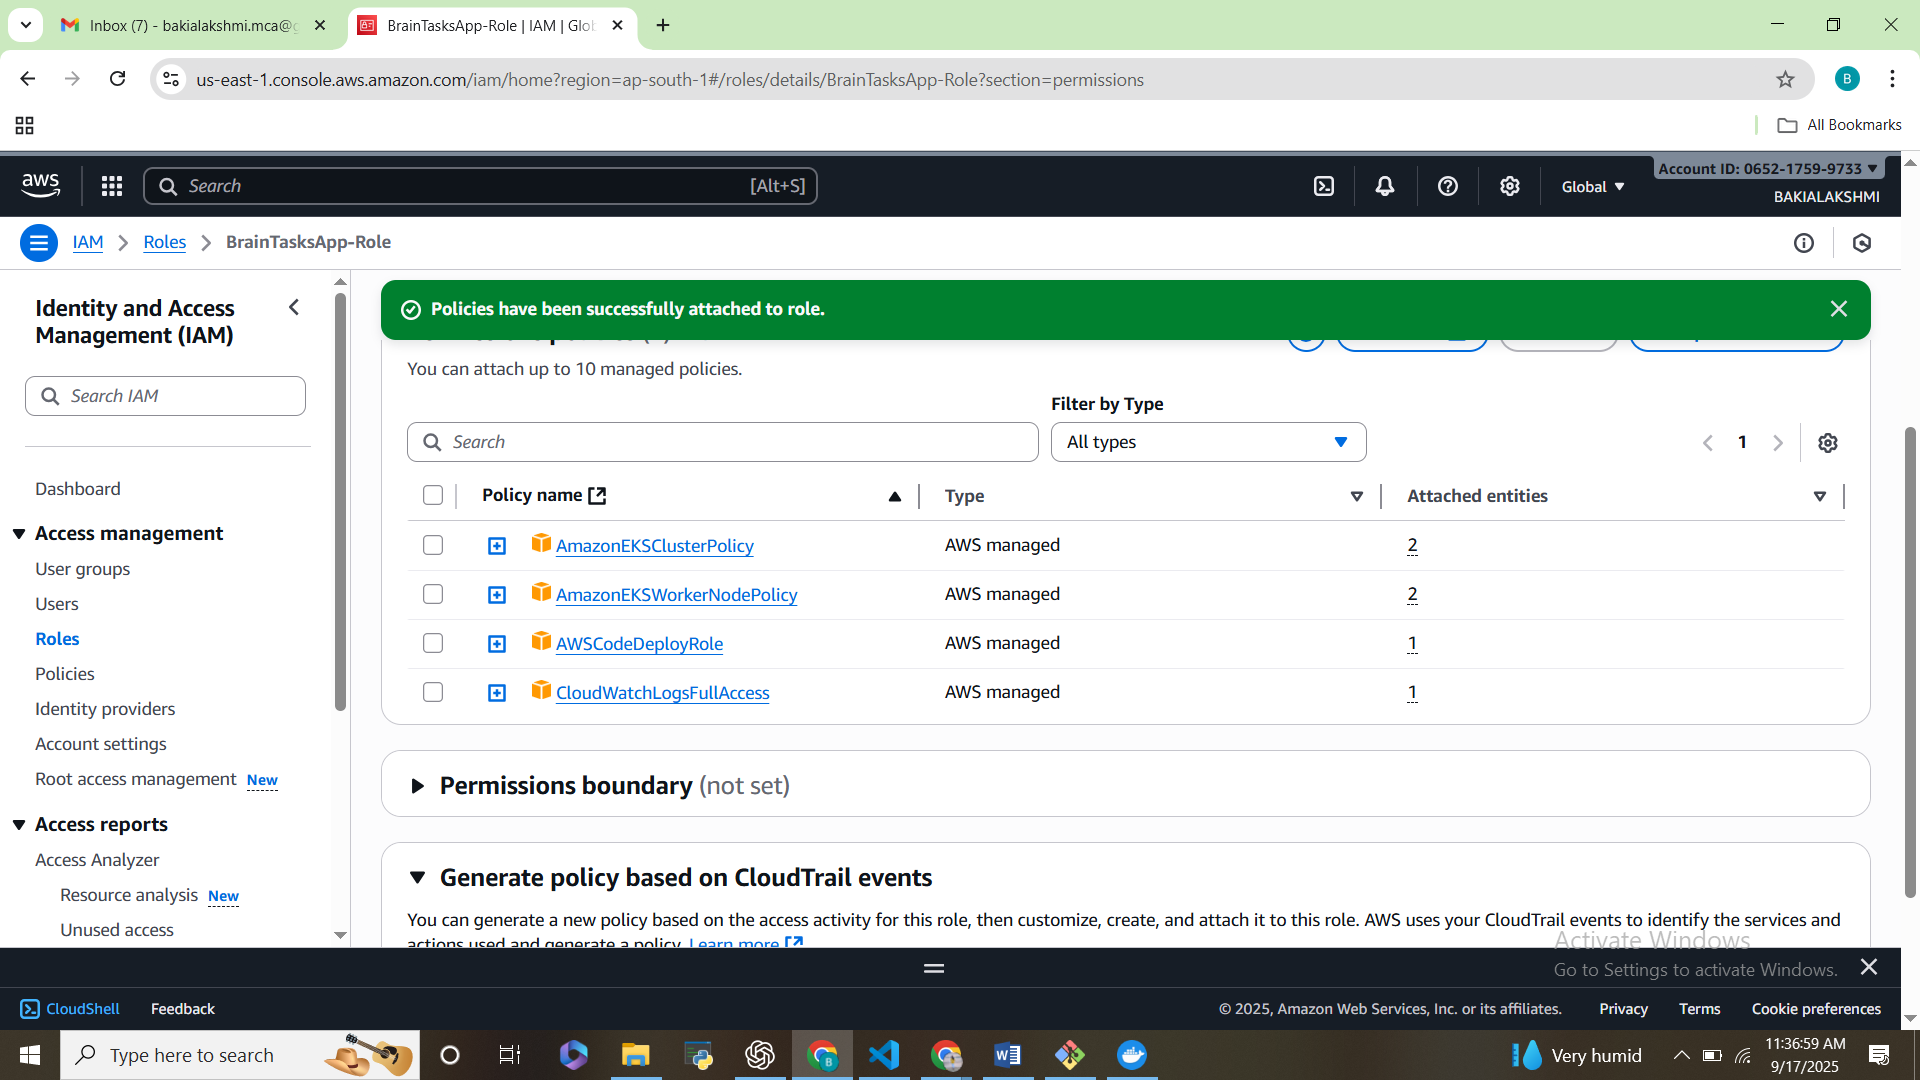 Inbox (7) - bakialakshmi.mca@g
BrainTasksApp-Role | IAM | Glob
us-east-1.console.aws.amazon.com/iam/home?region=ap-south-1#/roles/details/BrainTasksApp-Role?section=permissions
B
All Bookmarks
aws
Search
[Alt+S]
Global
Account ID: 0652-1759-9733
BAKIALAKSHMI
IAM
Roles
BrainTasksApp-Role
Identity and Access
Management (IAM)
Search IAM
Dashboard
Access management
User groups
Users
Roles
Policies
Identity providers
Account settings
Root access management New
Access reports
Access Analyzer
Resource analysis New
Unused access
Policies have been successfully attached to role.
You can attach up to 10 managed policies.
Filter by Type
Search
All types
1
Policy name
Type
Attached entities
AmazonEKSClusterPolicy
AWS managed
2
AmazonEKSWorkerNodePolicy
AWS managed
2
AWSCodeDeployRole
AWS managed
1
CloudWatchLogsFullAccess
AWS managed
1
Permissions boundary (not set)
Generate policy based on CloudTrail events
You can generate a new policy based on the access activity for this role, then customize, create, and attach it to this role. AWS uses your CloudTrail events to identify the services and
actions used and generate a policy. Learn more
Activate Windows
Go to Settings to activate Windows.
CloudShell
Feedback
© 2025, Amazon Web Services, Inc. or its affiliates.
Privacy
Terms
Cookie preferences
Type here to search
Very humid
11:36:59 AM
9/17/2025